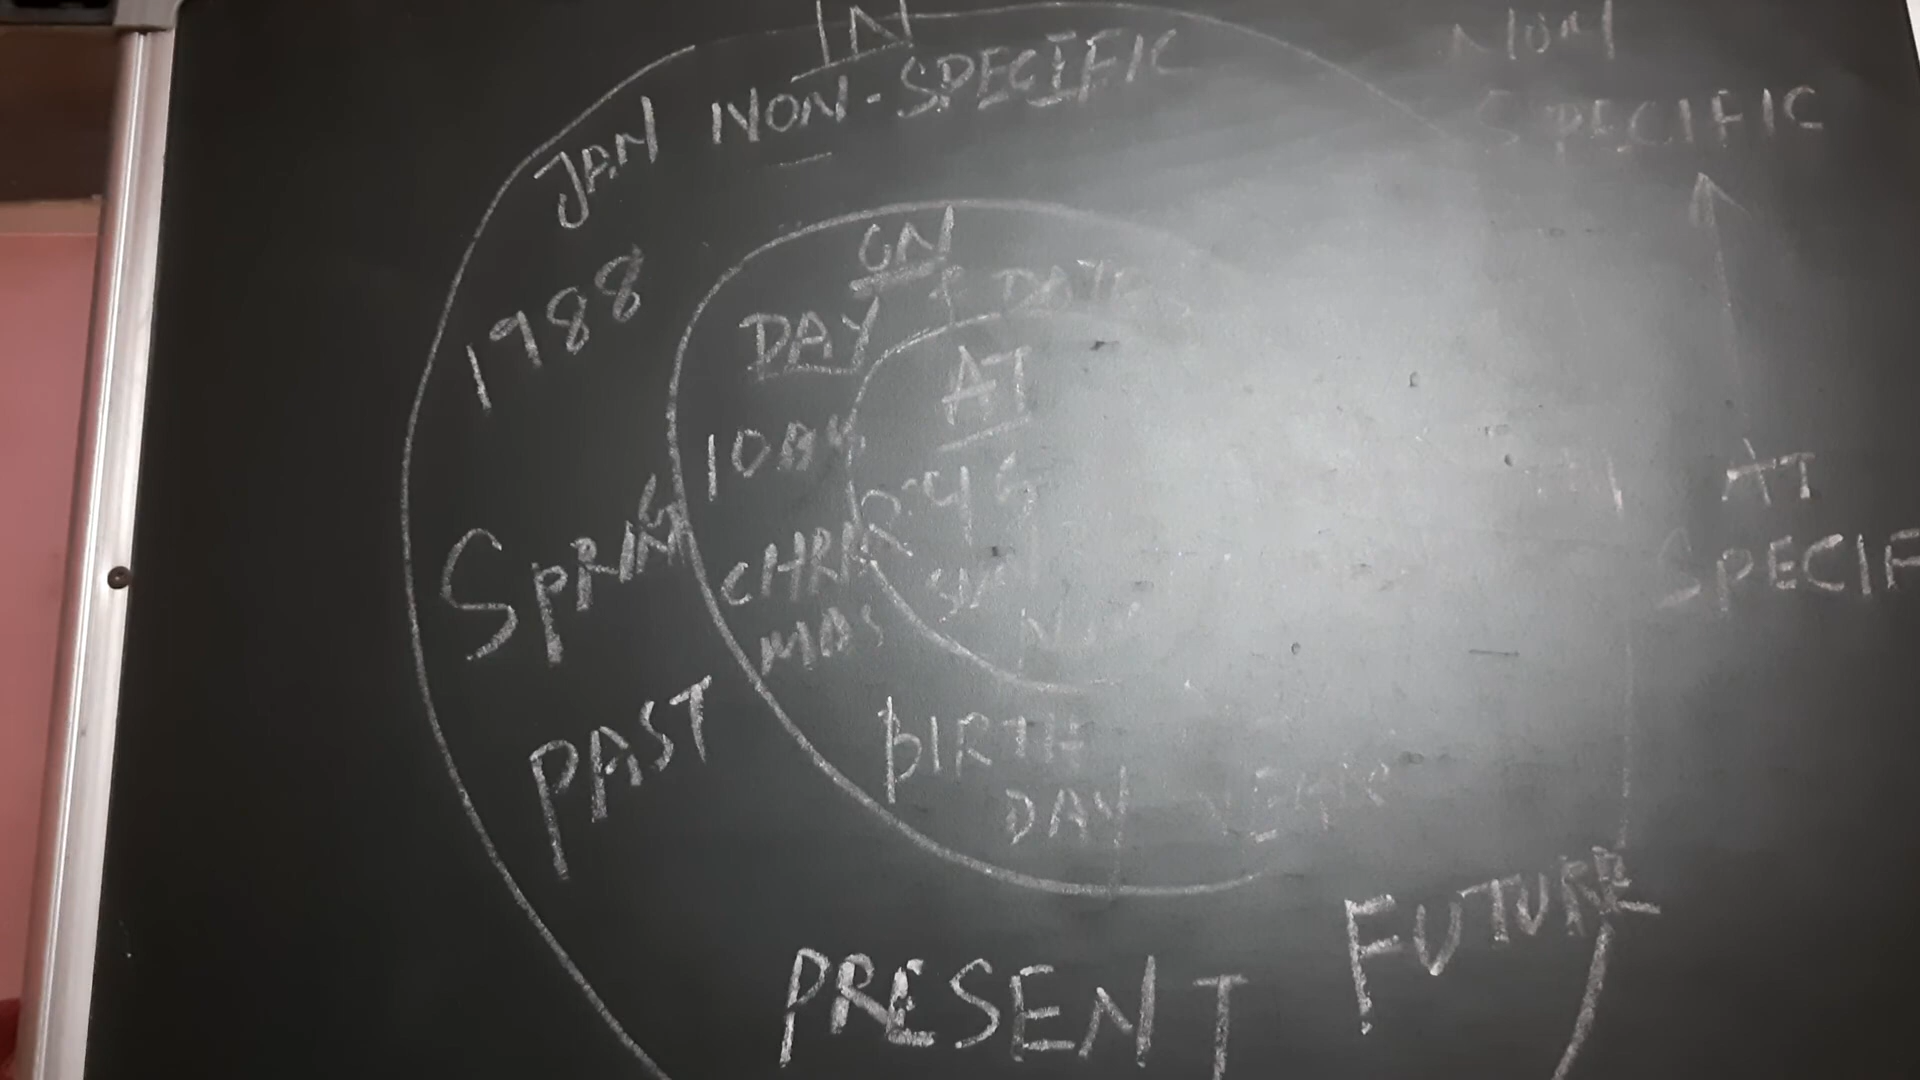 IN
NON-SPECIFIC
JAN
1988
SPRING
PAST
PRESENT
FUTURE
ON
DAY & DATE
CHRIS
MAS
BIRTH
DAY
AT
NON
SPECIFIC
AT
SPECIF